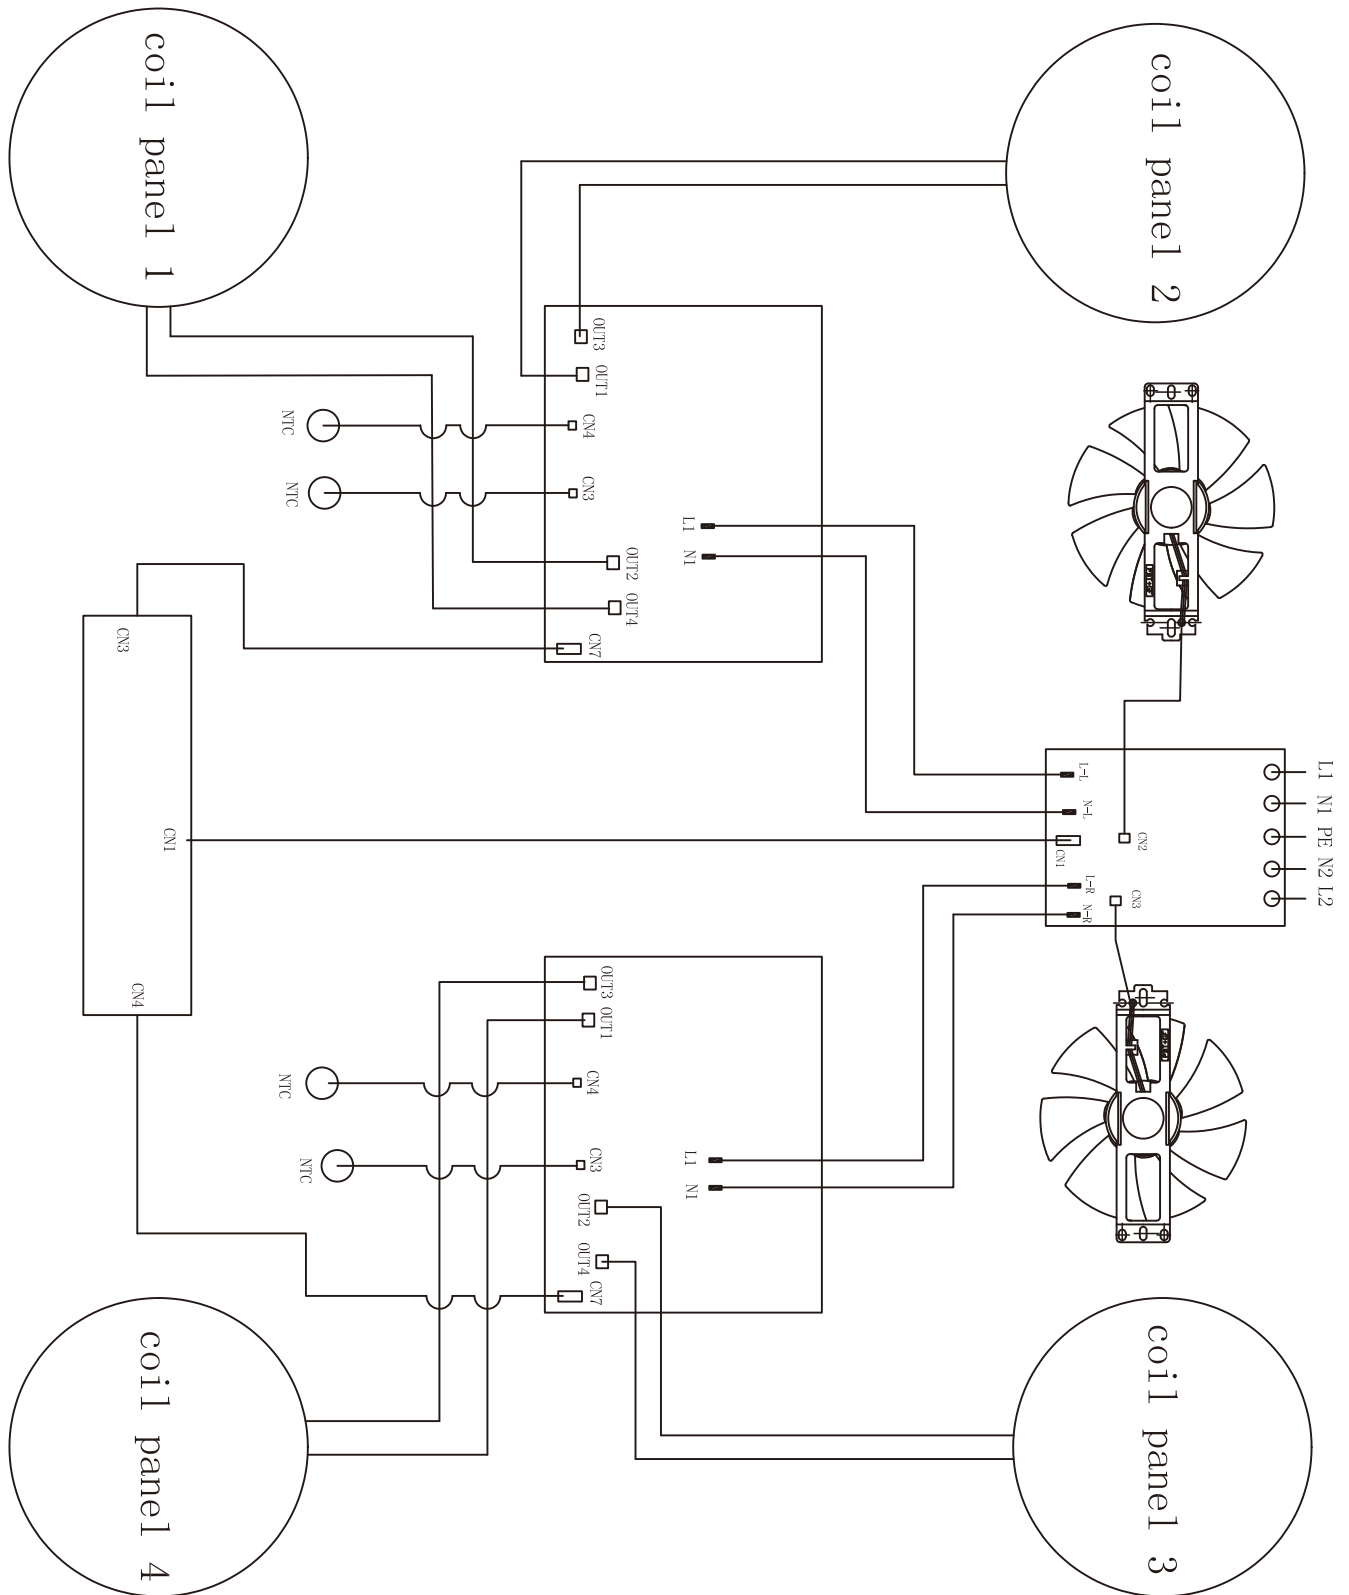 coil panel 1
coil panel 2
OUT3
OUT1
CN4
CN3
NTC
NTC
L1
N1
OUT2
OUT4
CN7
CN3
CN1
CN4
L-L
N-L
CN1
CN2
L-R
N-R
CN3
L1
N1
PE
N2
L2
OUT3
OUT1
CN4
CN3
NTC
NTC
L1
N1
OUT2
OUT4
CN7
coil panel 4
coil panel 3